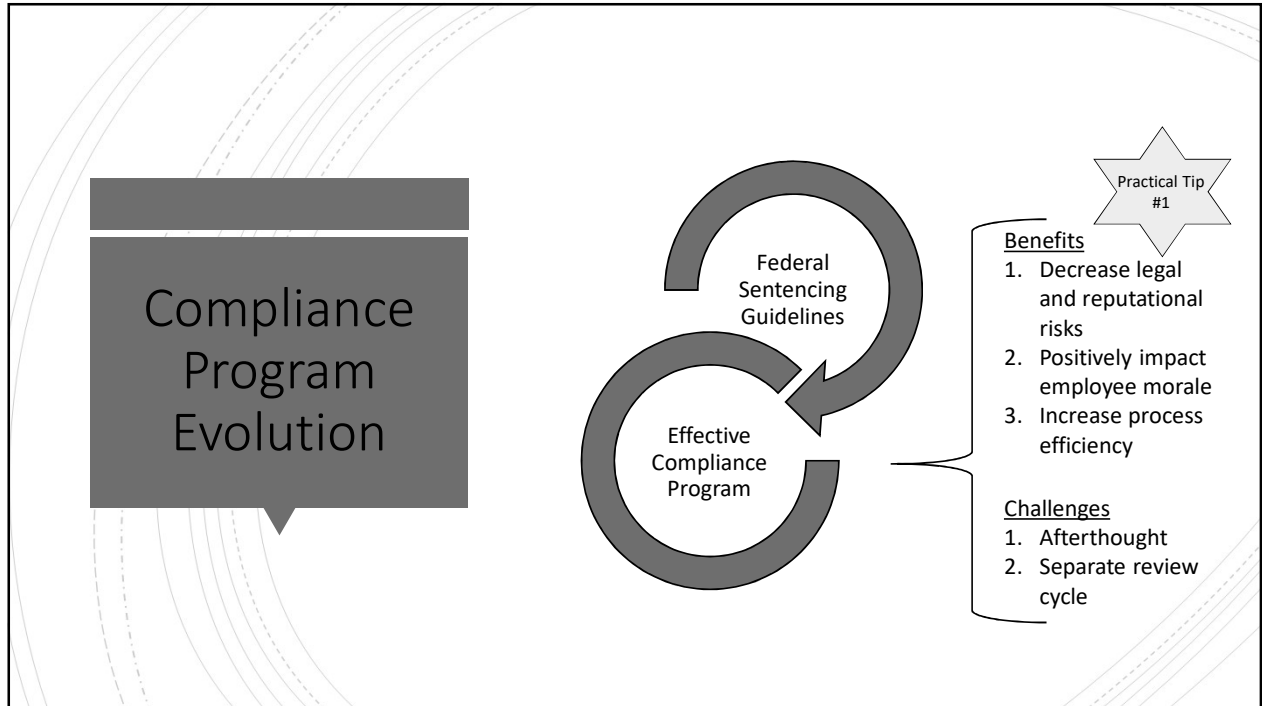 Compliance
Program
Evolution
Federal
Sentencing
Guidelines
Effective
Compliance
Program
Practical Tip
#1
Benefits
1. Decrease legal
and reputational
risks
2. Positively impact
employee morale
3. Increase process
efficiency
Challenges
1. Afterthought
2. Separate review
cycle